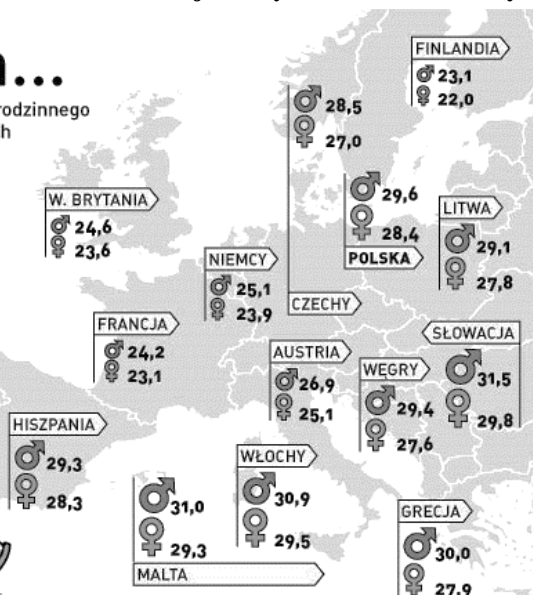 ...
rodzinnego
h
FINLANDIA
23,1
22,0
28,5
27,0
CZECHY
29,6
28,4
POLSKA
LITWA
29,1
27,8
W. BRYTANIA
24,6
23,6
NIEMCY
25,1
23,9
FRANCJA
24,2
23,1
AUSTRIA
26,9
25,1
WĘGRY
29,4
27,6
SŁOWACJA
31,5
29,8
HISZPANIA
29,3
28,3
WŁOCHY
30,9
29,5
31,0
29,3
MALTA
GRECJA
30,0
27,9